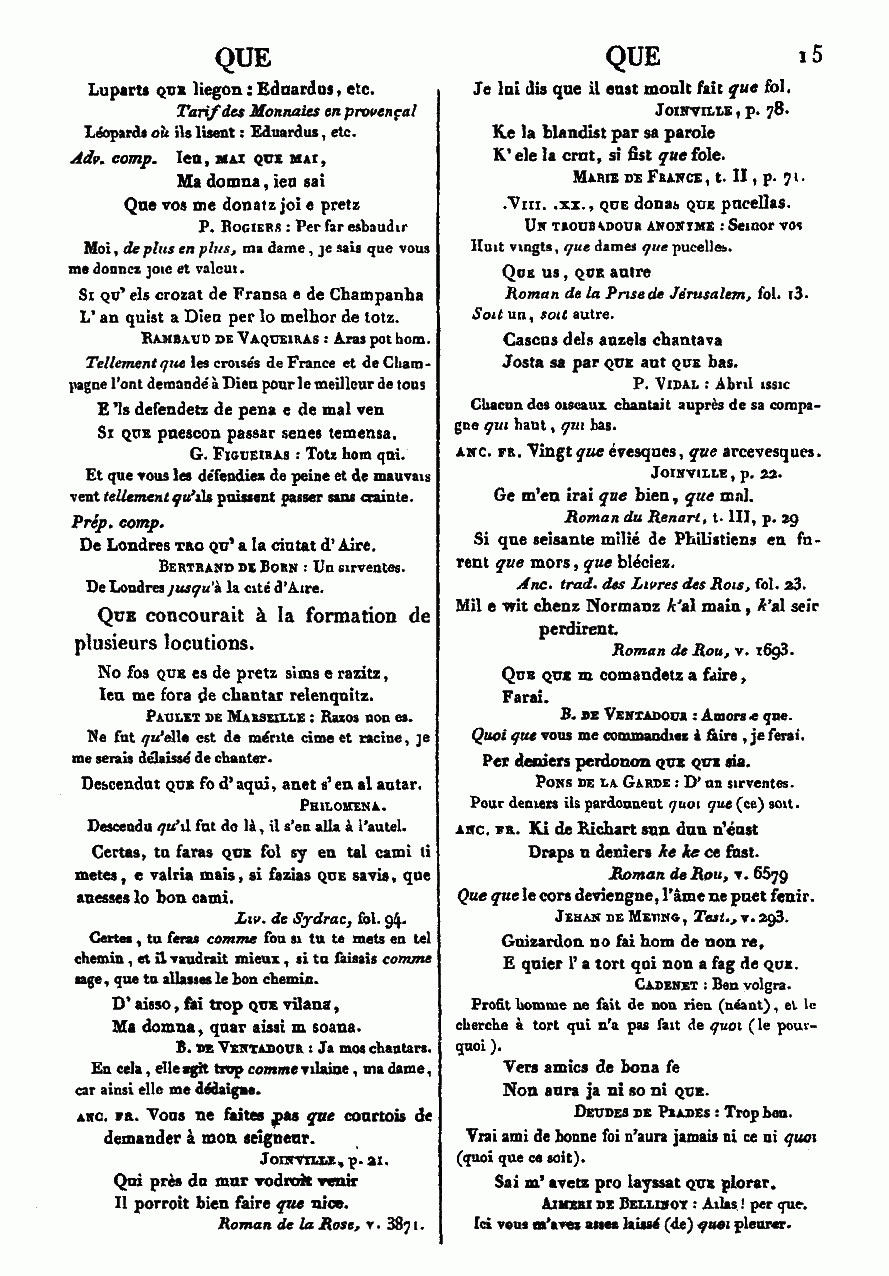 QUE
QUE 15
Luparts QUE liegon : Eduardus, etc.
Tarif des Monnaies en provençal
Léopards où ils lisent : Eduardus, etc.
Adv. comp. Ieu, MAI QUE MAI,
Ma domna, ieu sai
Que vos me donatz joi e pretz
P. ROGIERS : Per far esbaudir
Moi, de plus en plus, ma dame, je sais que vous
me donnez joie et valeur.
SI QU' els crozat de Fransa e de Champanha
L' an quist a Dieu per lo melhor de totz.
RAMBAUD DE VAQUEIRAS : Aras pot hom.
Tellement que les croisés de France et de Cham-
pagne l'ont demandé à Dieu pour le meilleur de tous
E 'ls defendetz de pena e de mal ven
SI QUE puescon passar senes temensa.
G. FIGUEIRAS : Totz hom qui.
Et que vous les défendiez de peine et de mauvais
vent tellement qu'ils puissent passer sans crainte.
Prép. comp.
De Londres TRO QU' a la ciutat d' Aire.
BERTRAND DE BORN : Un sirventes.
De Londres jusqu'à la cité d'Aire.
QUE concourait à la formation de
plusieurs locutions.
No fos QUE es de pretz sims e razitz,
Ieu me fora de chantar relenquitz.
PAULET DE MARSEILLE : Razos non es.
Ne fut qu'elle est de mérite cime et racine, je
me serais délaissé de chanter.
Descendut QUE fo d' aqui, anet s' en al autar.
PHILOMENA.
Descendu qu'il fut de là, il s'en alla à l'autel.
Certas, tu faras QUE fol sy en tal cami ti
metes, e valria mais, si fazias QUE savis, que
anesses lo bon cami.
Liv. de Sydrac, fol. 94.
Certes, tu feras comme fou si tu te mets en tel
chemin, et il vaudrait mieux, si tu faisais comme
sage, que tu allasses le bon chemin.
D' aisso, fai trop QUE vilana,
Ma domna, quar aissi m soana.
B. DE VENTADOUR : Ja mos chantars.
En cela, elle agit trop comme vilaine, ma dame,
car ainsi elle me dédaigne.
ANC. FR. Vous ne faites pas que courtois de
demander à mon seigneur.
JOINVILLE, p. 21.
Qui près du mur vodroit venir
Il porroit bien faire que nice.
Roman de la Rose, v. 3871.
Je lui dis que il eust moult fait que fol.
JOINVILLE, p. 78.
Ke la blandist par sa parole
K' ele la crut, si fist que fole.
MARIE DE FRANCE, t. II, p. 71.
.VIII. .XX., QUE donas QUE pucellas.
UN TROUBADOUR ANONYME : Seinor vos
Huit vingts, que dames que pucelles.
QUE us, QUE autre
Roman de la Prise de Jérusalem, fol. 13.
Soit un, soit autre.
Cascus dels auzels chantava
Josta sa par QUE aut QUE bas.
P. VIDAL : Abril issic
Chacun des oiseaux chantait auprès de sa compa-
gne qui haut, qui bas.
ANC. FR. Vingt que évesques, que arcevesques.
JOINVILLE, p. 22.
Ge m'en irai que bien, que mal.
Roman du Renart, t. III, p. 29
Si que seisante milié de Philistiens en fu-
rent que mors, que bléciez.
Anc. trad. des Livres des Rois, fol. 23.
Mil e wit chenz Normanz k'al main, k'al seir
perdirent.
Roman de Rou, v. 1693.
QUE QUE m comandetz a faire,
Farai.
B. DE VENTADOUR : Amors e que.
Quoi que vous me commandiez à faire, je ferai.
Per deniers perdonon QUE QUE sia.
PONS DE LA GARDE : D' un sirventes.
Pour deniers ils pardonnent quoi que (ce) soit.
ANC. FR. Ki de Richart sun dun n'éust
Draps u deniers ke ke ce fust.
Roman de Rou, v. 6579
Que que le cors deviengne, l'âme ne puet fenir.
JEHAN DE MEUNG, Test., v. 293.
Guizardon no fai hom de non re,
E quier l' a tort qui non a fag de QUE.
CADENET : Ben volgra.
Profit homme ne fait de non rien (néant), et le
cherche à tort qui n'a pas fait de quoi (le pour-
quoi).
Vers amics de bona fe
Non aura ja ni so ni QUE.
DEUDES DE PRADES : Trop ben.
Vrai ami de bonne foi n'aura jamais ni ce ni quoi
(quoi que ce soit).
Sai m' avetz pro layssat QUE plorar.
AIMERI DE BELLINOY : Ailas ! per que.
Ici vous m'avez assez laissé (de) quoi pleurer.